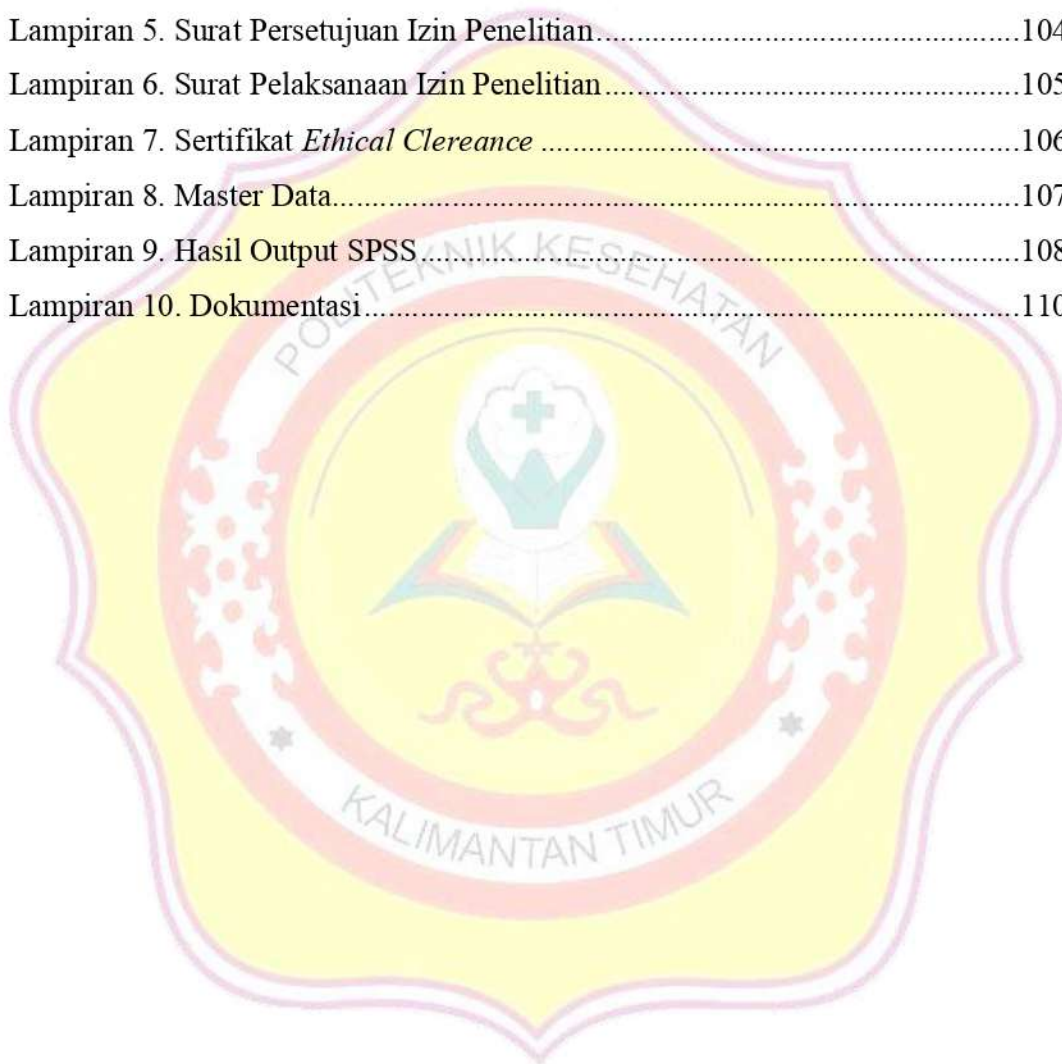 Lampiran 5. Surat Persetujuan Izin Penelitian....................................................104
Lampiran 6. Surat Pelaksanaan Izin Penelitian...................................................105
Lampiran 7. Sertifikat Ethical Clereance ...........................................................106
Lampiran 8. Master Data.....................................................................................107
Lampiran 9. Hasil Output SPSS..........................................................................108
Lampiran 10. Dokumentasi.................................................................................110
POLITEKNIK KESEHATAN
KALIMANTAN TIMUR